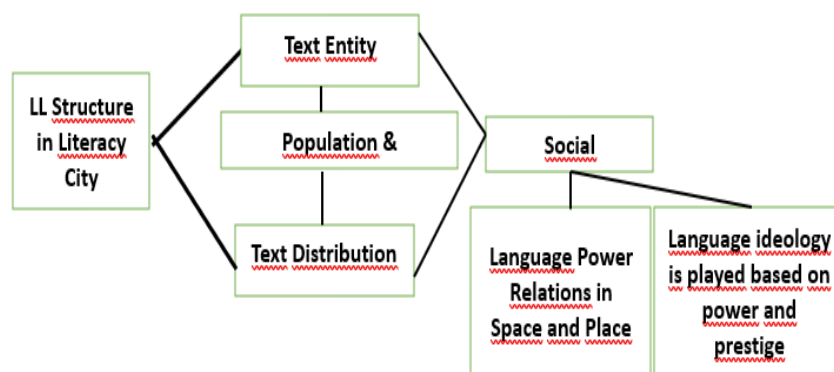 LL Structure
in Literacy
City
Text Entity
Population &
Text Distribution
Social
Language Power
Relations in
Space and Place
Language ideology
is played based on
power and
prestige